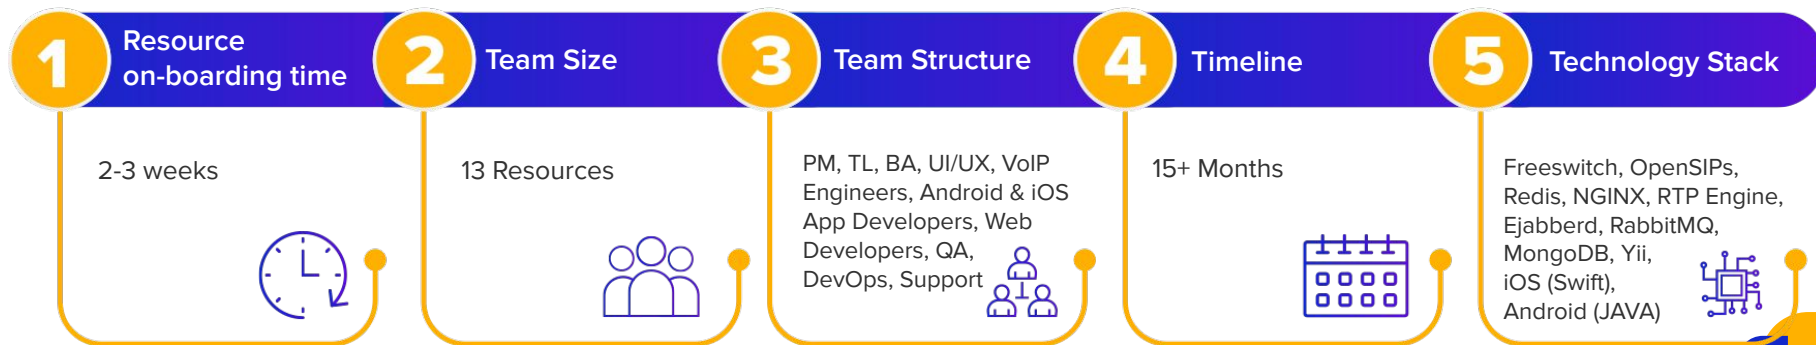 1
Resource
on-boarding time
2-3 weeks
2
Team Size
13 Resources
3
Team Structure
PM, TL, BA, UI/UX, VoIP
Engineers, Android & iOS
App Developers, Web
Developers, QA,
DevOps, Support
4
Timeline
15+ Months
5
Technology Stack
Freeswitch, OpenSIPs,
Redis, NGINX, RTP Engine,
Ejabberd, RabbitMQ,
MongoDB, Yii,
iOS (Swift),
Android (JAVA)